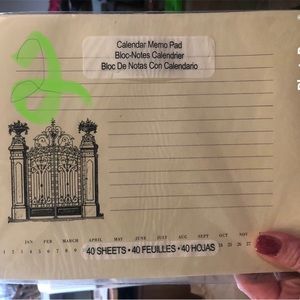 Calendar Memo Pad
Bloc-Notes Calendrier
Bloc De Notas Con Calendario
2
JAN FEB MARCH APRIL MAY JUNE JULY AUG SEPT OCT NOV
40 SHEETS • 40 FEUILLES • 40 HOJAS